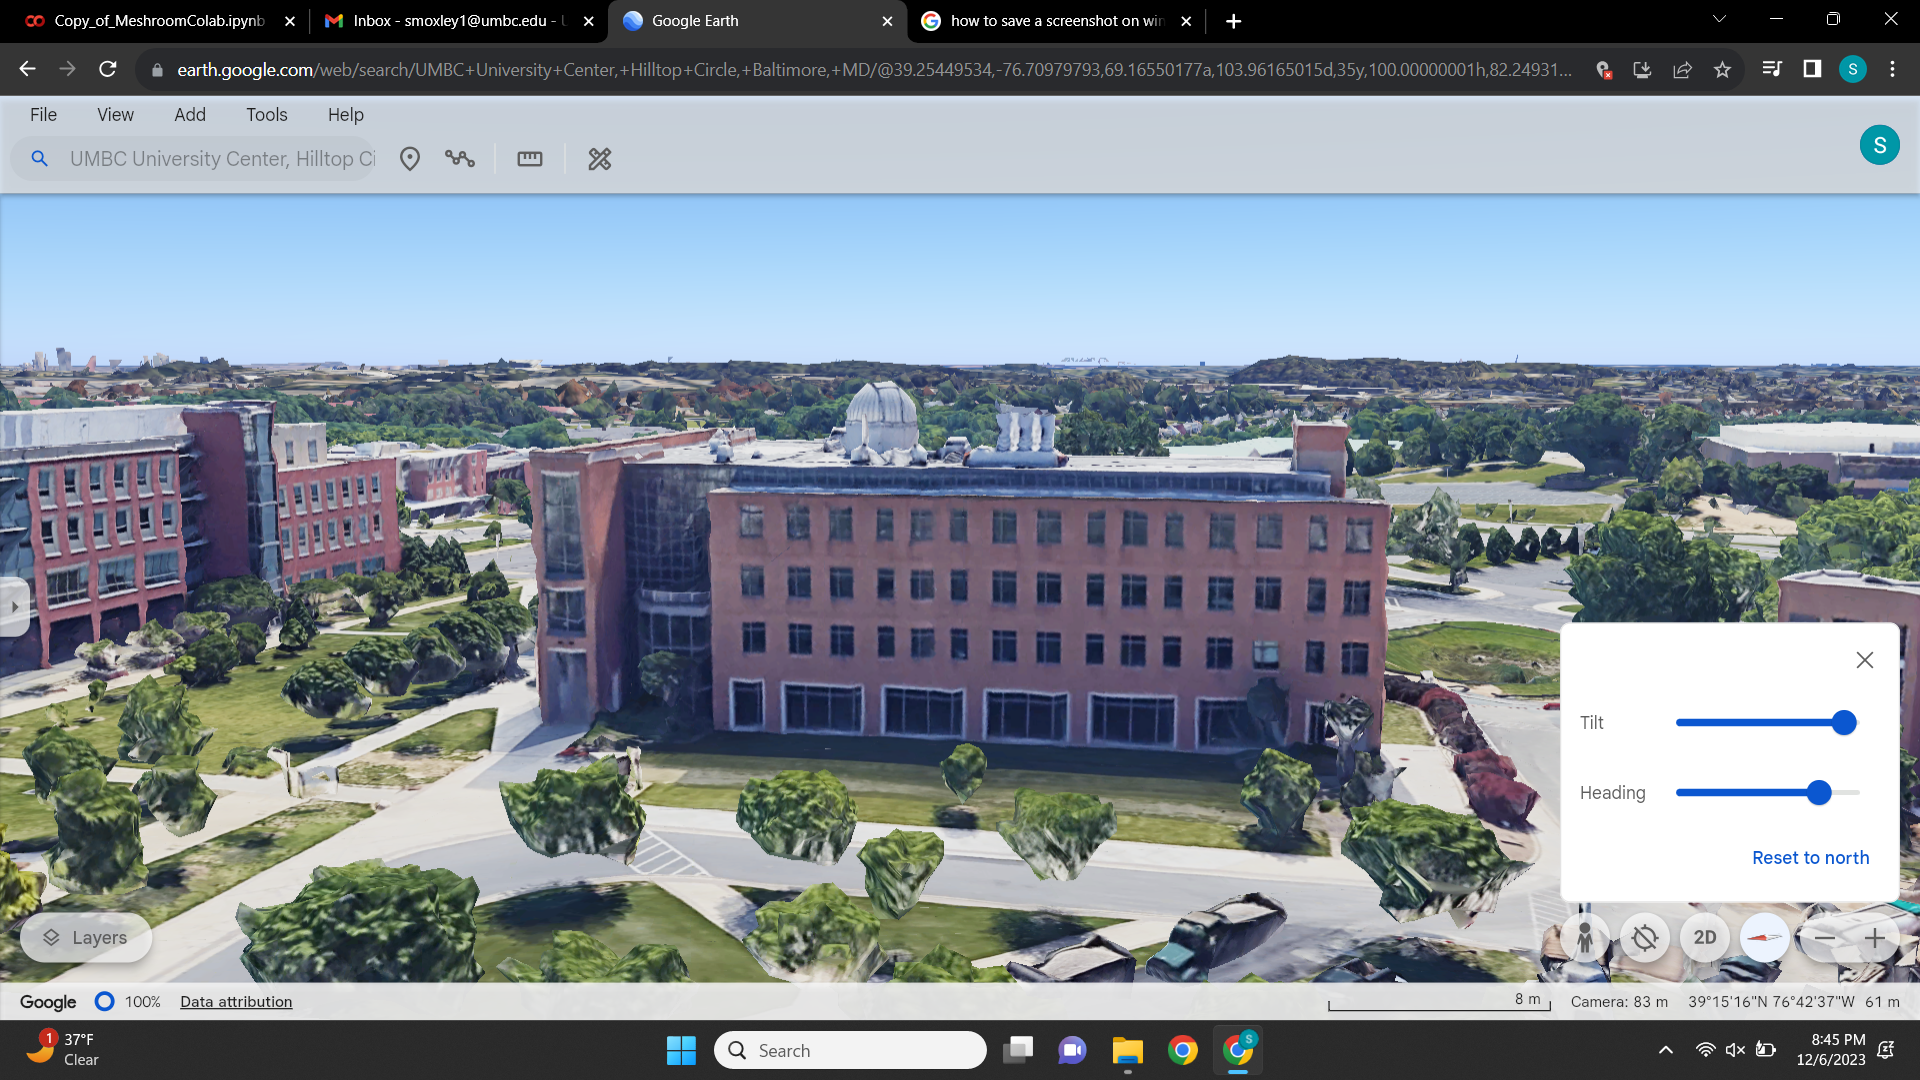 Copy_of_MeshroomColab.ipynb
Inbox - smoxley1@umbc.edu - U
Google Earth
how to save a screenshot on win
earth.google.com/web/search/UMBC+University+Center,+Hilltop+Circle,+Baltimore,+MD/@39.25449534,-76.70979793,69.16550177a,103.96165015d,35y,100.00000001h,82.24931...
S
File View Add Tools Help
UMBC University Center, Hilltop Ci
S
Tilt
Heading
Reset to north
Layers
2D
Google 100% Data attribution 8 m Camera: 83 m 39°15'16"N 76°42'37"W 61 m
1
37°F
Clear
Search
S
8:45 PM
12/6/2023